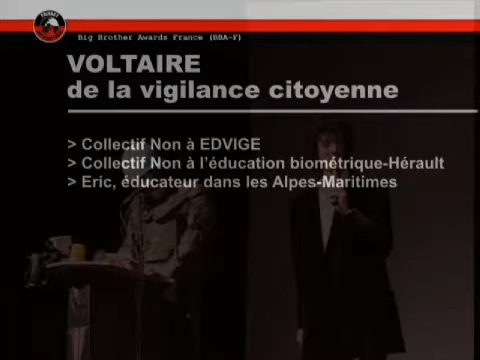 Big Brother Awards France (BBA-F)
VOLTAIRE
de la vigilance citoyenne
> Collectif Non à EDVIGE
> Collectif Non à l'éducation biométrique-Hérault
> Eric, éducateur dans les Alpes-Maritimes